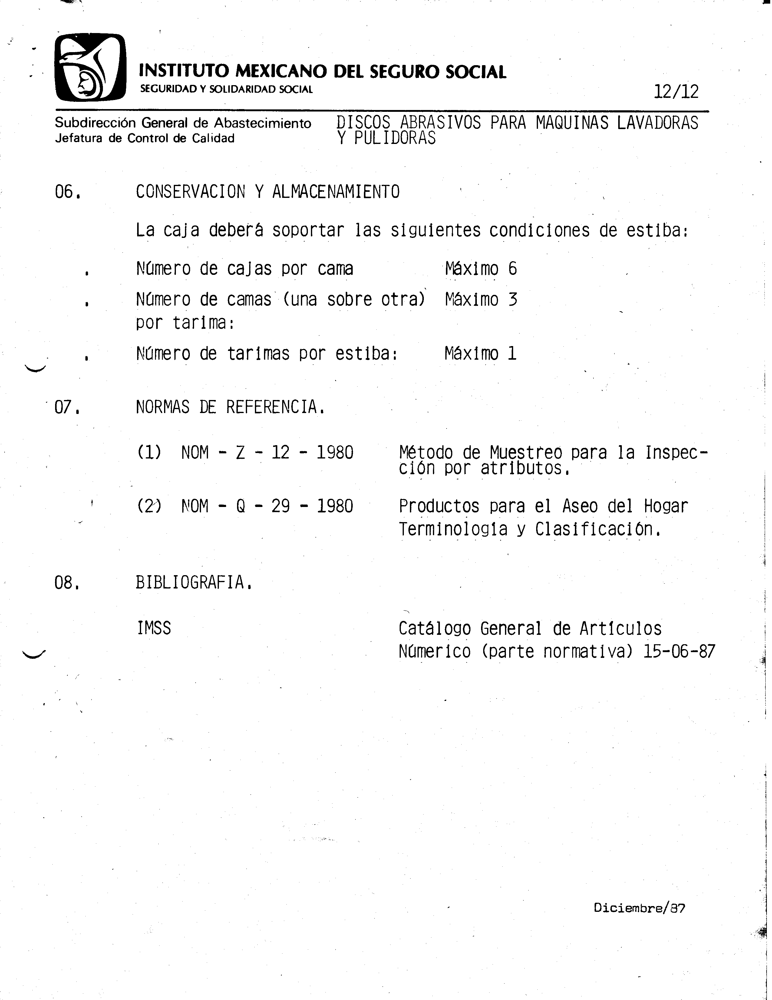 INSTITUTO MEXICANO DEL SEGURO SOCIAL
SEGURIDAD Y SOLIDARIDAD SOCIAL
12/12
Subdirección General de Abastecimiento
Jefatura de Control de Calidad
DISCOS ABRASIVOS PARA MAQUINAS LAVADORAS
Y PULIDORAS
06. CONSERVACION Y ALMACENAMIENTO
La caja deberá soportar las siguientes condiciones de estiba:
. Número de cajas por cama Máximo 6
. Número de camas (una sobre otra) Máximo 3
por tarima:
. Número de tarimas por estiba: Máximo 1
07. NORMAS DE REFERENCIA.
(1) NOM - Z - 12 - 1980 Método de Muestreo para la Inspec-
ción por atributos.
(2) NOM - Q - 29 - 1980 Productos para el Aseo del Hogar
Terminología y Clasificación.
08. BIBLIOGRAFIA.
IMSS Catálogo General de Artículos
Númerico (parte normativa) 15-06-87
Diciembre/87